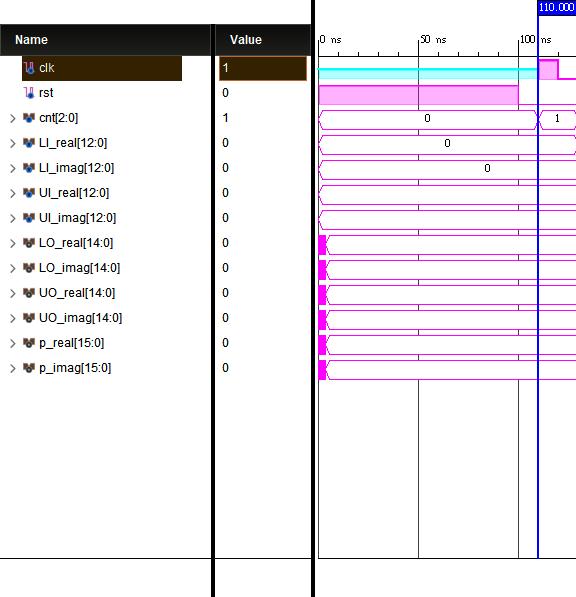 110.000
Name Value
0 ns 50 ns 100 ns
clk 1
rst 0
cnt[2:0] 1 0 1
LI_real[12:0] 0 0
LI_imag[12:0] 0 0
UI_real[12:0] 0
UI_imag[12:0] 0
LO_real[14:0] 0
LO_imag[14:0] 0
UO_real[14:0] 0
UO_imag[14:0] 0
p_real[15:0] 0
p_imag[15:0] 0